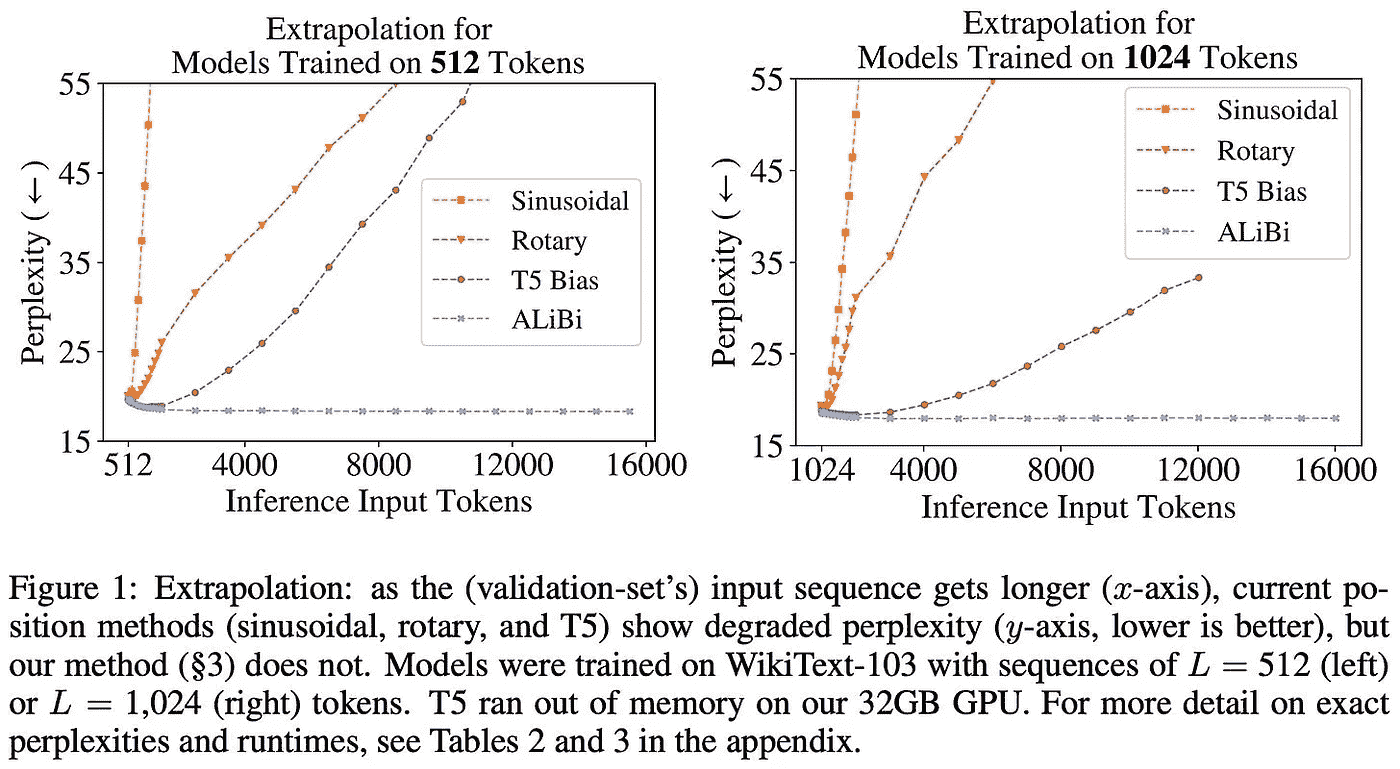 Extrapolation for
Models Trained on 512 Tokens
55
45
35
25
15
Perplexity (←)
Sinusoidal
Rotary
T5 Bias
ALiBi
512 4000 8000 12000 16000
Inference Input Tokens
Extrapolation for
Models Trained on 1024 Tokens
55
45
35
25
15
Perplexity (←)
Sinusoidal
Rotary
T5 Bias
ALiBi
1024 4000 8000 12000 16000
Inference Input Tokens
Figure 1: Extrapolation: as the (validation-set’s) input sequence gets longer (x-axis), current po-
sition methods (sinusoidal, rotary, and T5) show degraded perplexity (y-axis, lower is better), but
our method (§3) does not. Models were trained on WikiText-103 with sequences of L = 512 (left)
or L = 1,024 (right) tokens. T5 ran out of memory on our 32GB GPU. For more detail on exact
perplexities and runtimes, see Tables 2 and 3 in the appendix.